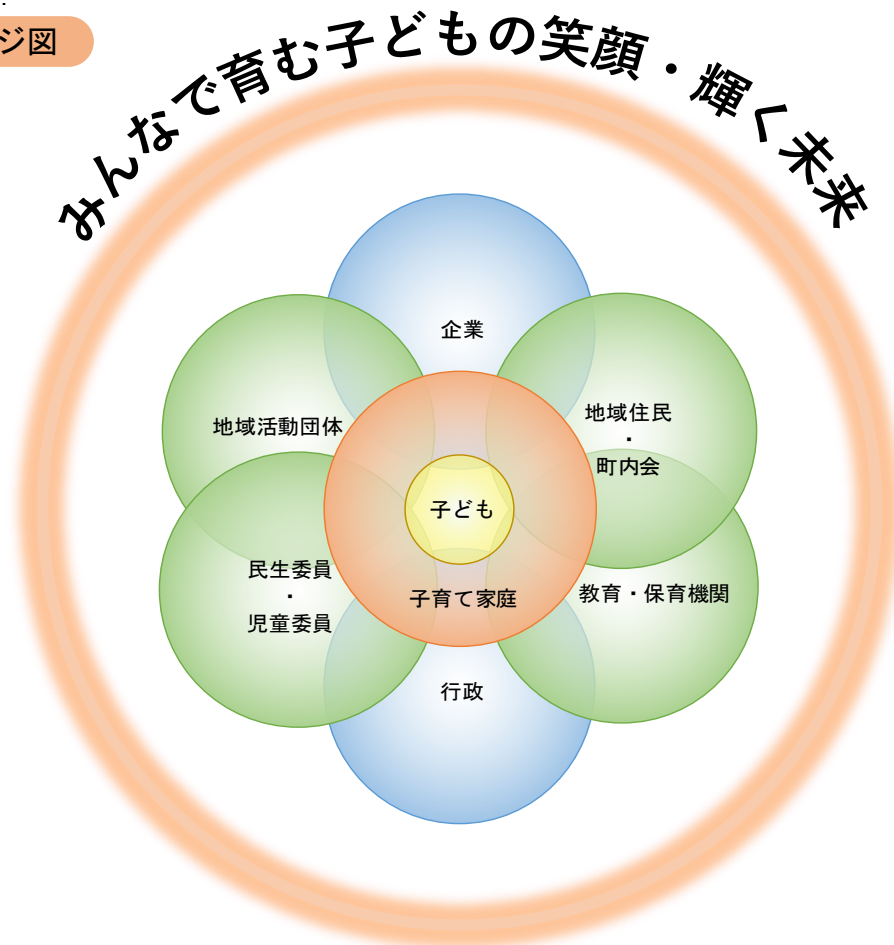 ジ図
みんなで育む子どもの笑顔・輝く未来
企業
地域活動団体
地域住民
・
町内会
子ども
民生委員
・
児童委員
子育て家庭
教育・保育機関
行政